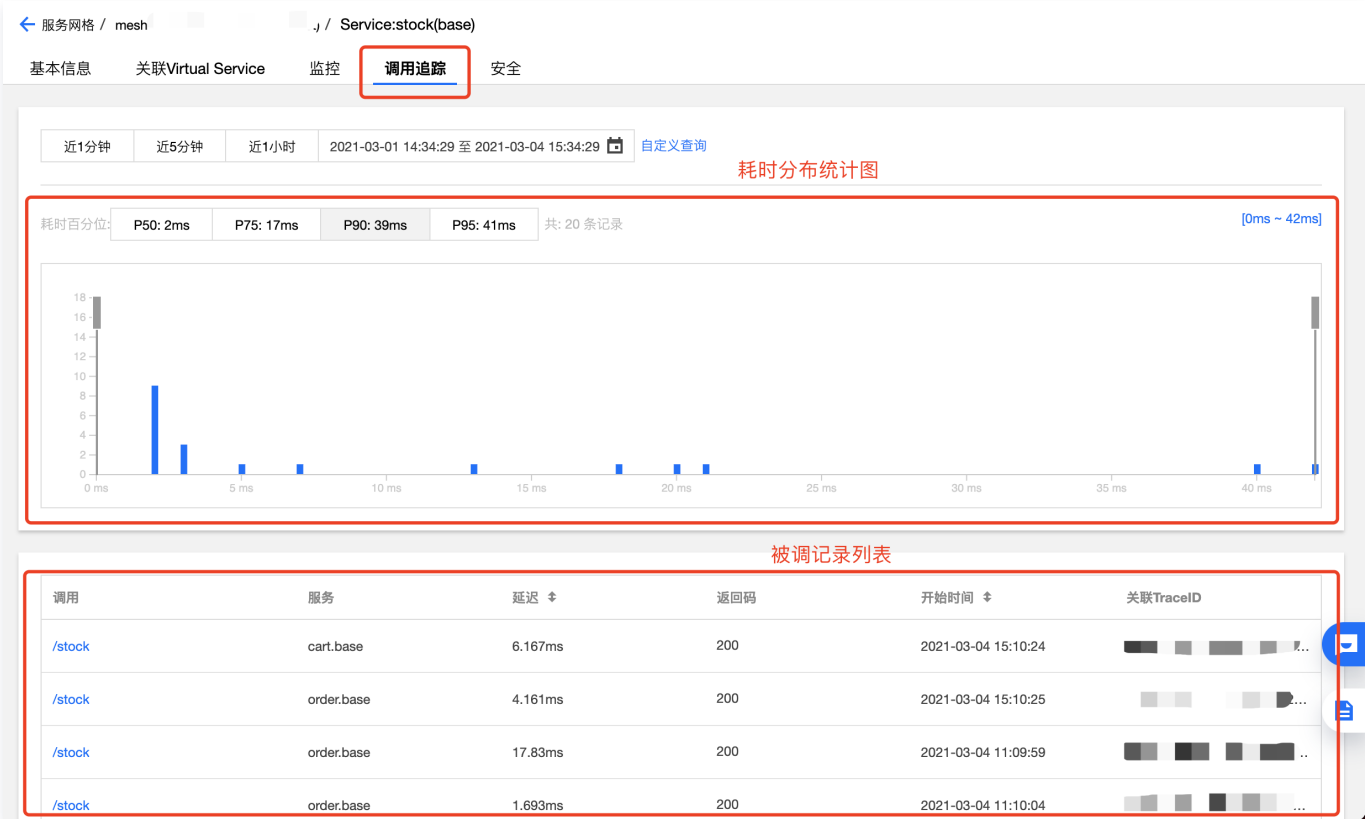 服务网格 / mesh .) / Service:stock(base)
基本信息 关联Virtual Service 监控 调用追踪 安全
近1分钟 近5分钟 近1小时 2021-03-01 14:34:29 至 2021-03-04 15:34:29 自定义查询
耗时分布统计图
耗时百分位: P50: 2ms P75: 17ms P90: 39ms P95: 41ms 共: 20 条记录 [0ms ~ 42ms]
18
16
14
12
10
8
6
4
2
0
0 ms 5 ms 10 ms 15 ms 20 ms 25 ms 30 ms 35 ms 40 ms
被调记录列表
调用 服务 延迟 返回码 开始时间 关联TraceID
/stock cart.base 6.167ms 200 2021-03-04 15:10:24 ...
/stock order.base 4.161ms 200 2021-03-04 15:10:25 ...
/stock order.base 17.83ms 200 2021-03-04 11:09:59 ..
/stock order.base 1.693ms 200 2021-03-04 11:10:04 ...